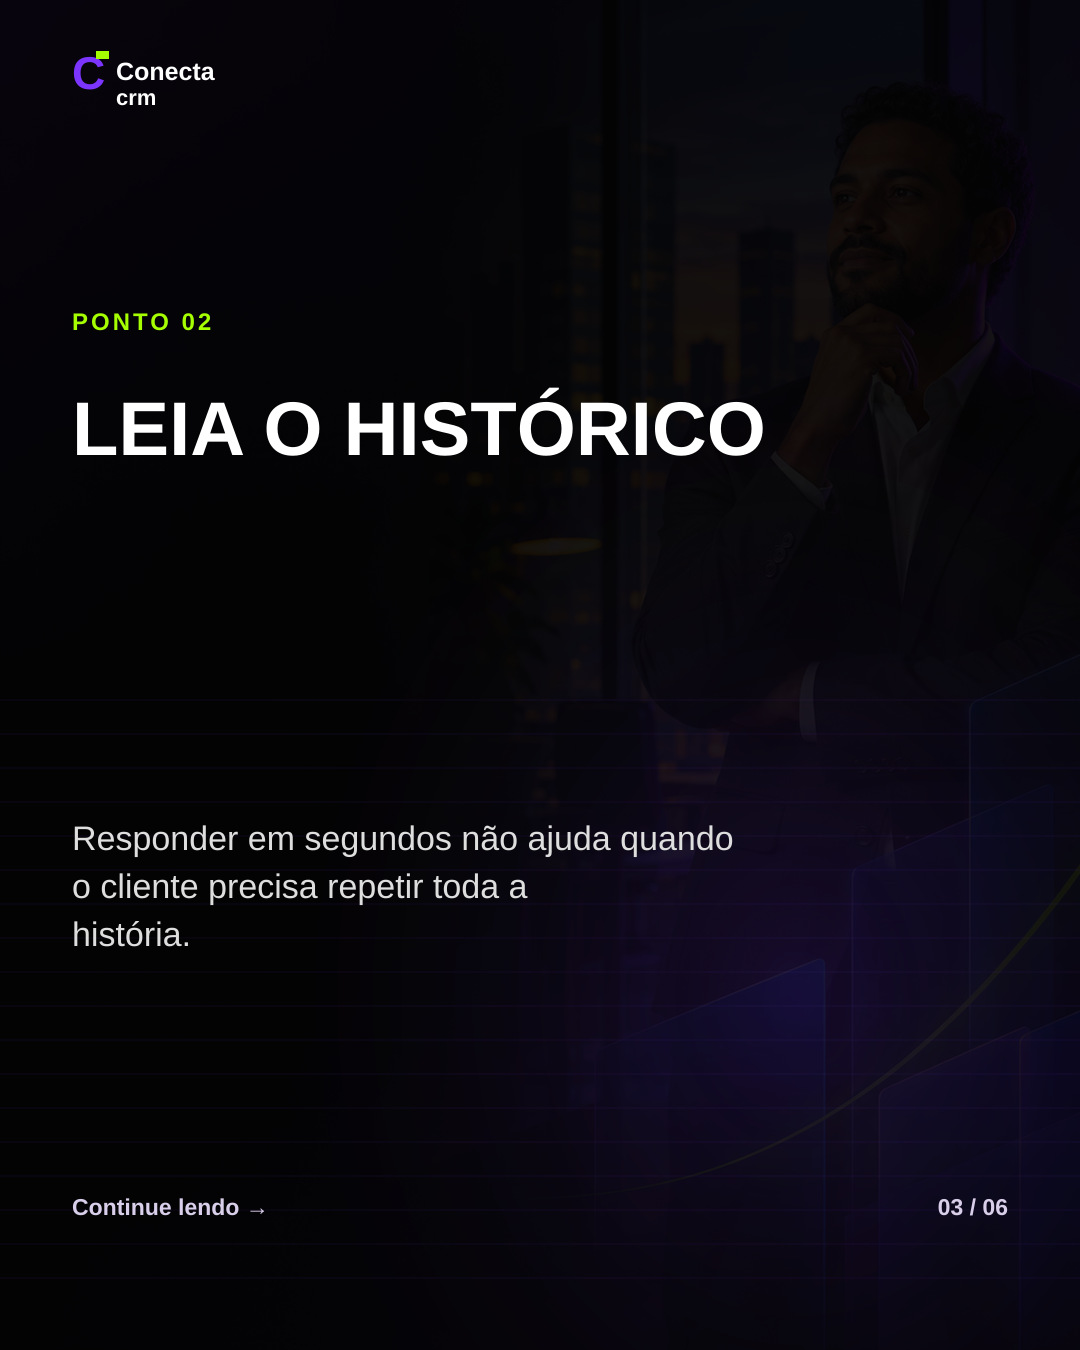 C Conecta
crm
PONTO 02
LEIA O HISTÓRICO
Responder em segundos não ajuda quando
o cliente precisa repetir toda a
história.
Continue lendo →
03 / 06